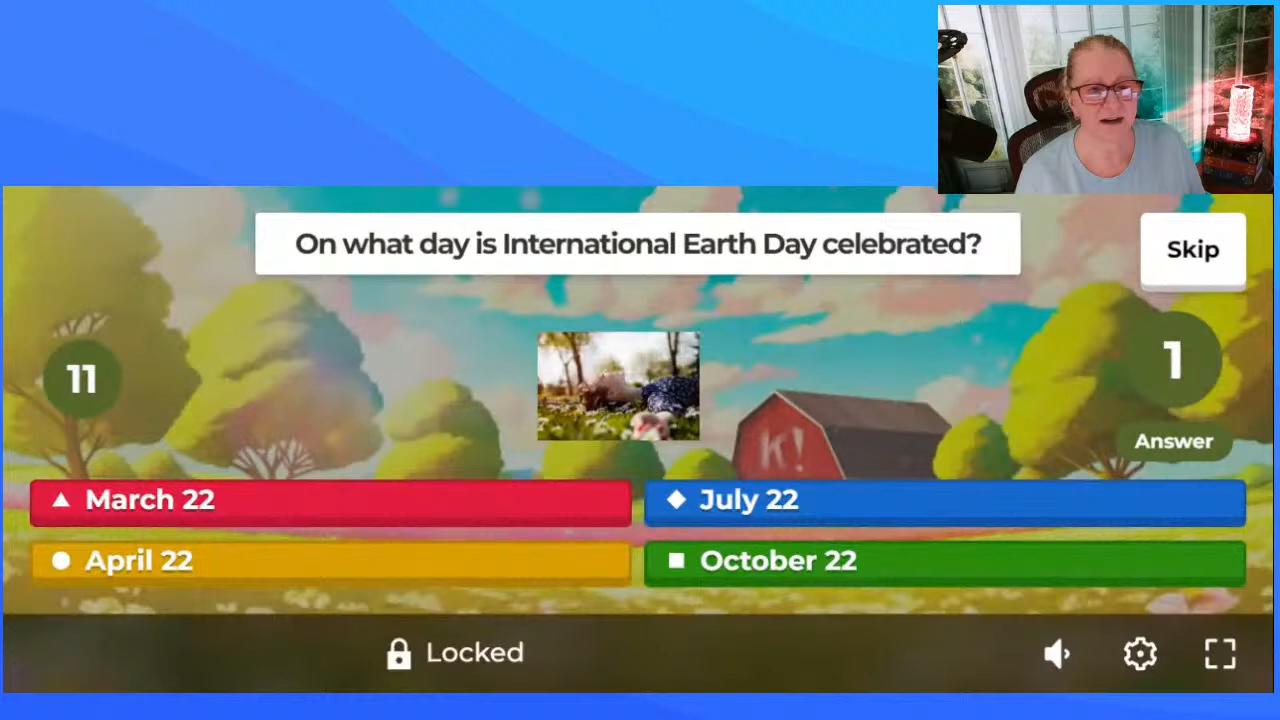 On what day is International Earth Day celebrated?
Skip
11
1
Answer
k!
March 22
July 22
April 22
October 22
Locked